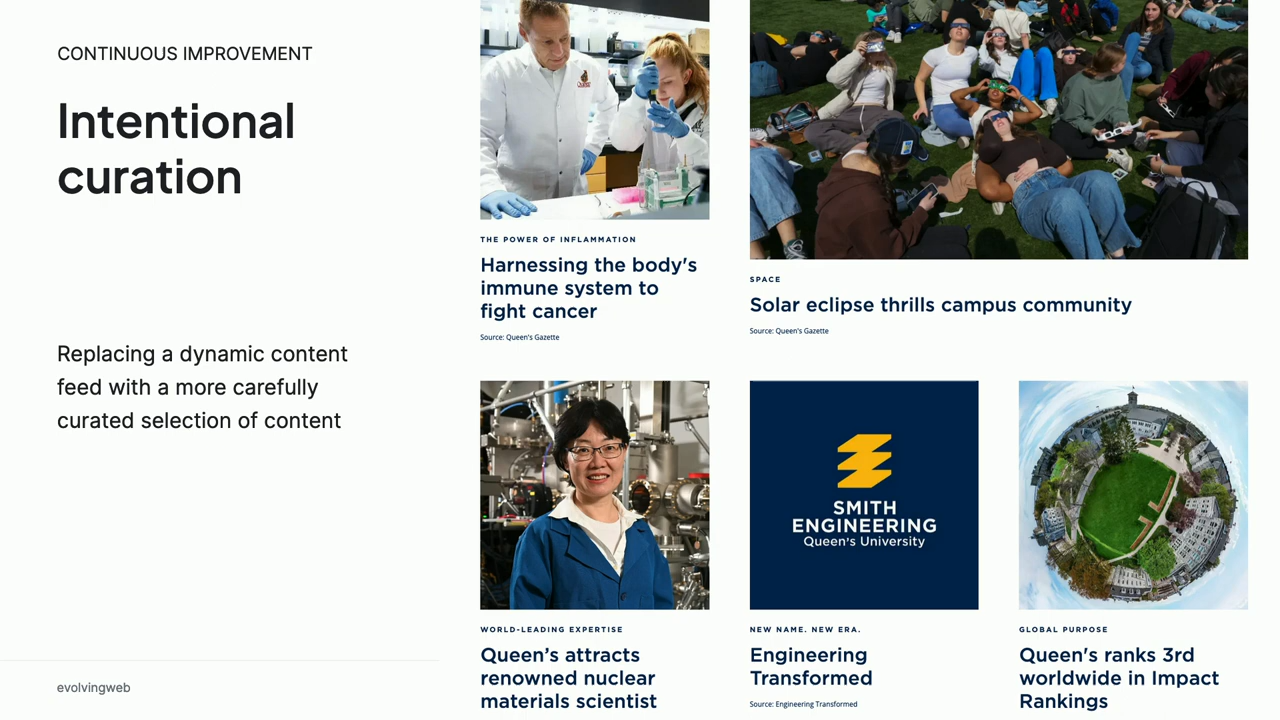 CONTINUOUS IMPROVEMENT
Intentional
curation
Replacing a dynamic content
feed with a more carefully
curated selection of content
evolvingweb
THE POWER OF INFLAMMATION
Harnessing the body's
immune system to
fight cancer
Source: Queen's Gazette
SPACE
Solar eclipse thrills campus community
Source: Queen's Gazette
WORLD-LEADING EXPERTISE
Queen’s attracts
renowned nuclear
materials scientist
SMITH
ENGINEERING
Queen's University
NEW NAME. NEW ERA.
Engineering
Transformed
Source: Engineering Transformed
GLOBAL PURPOSE
Queen's ranks 3rd
worldwide in Impact
Rankings